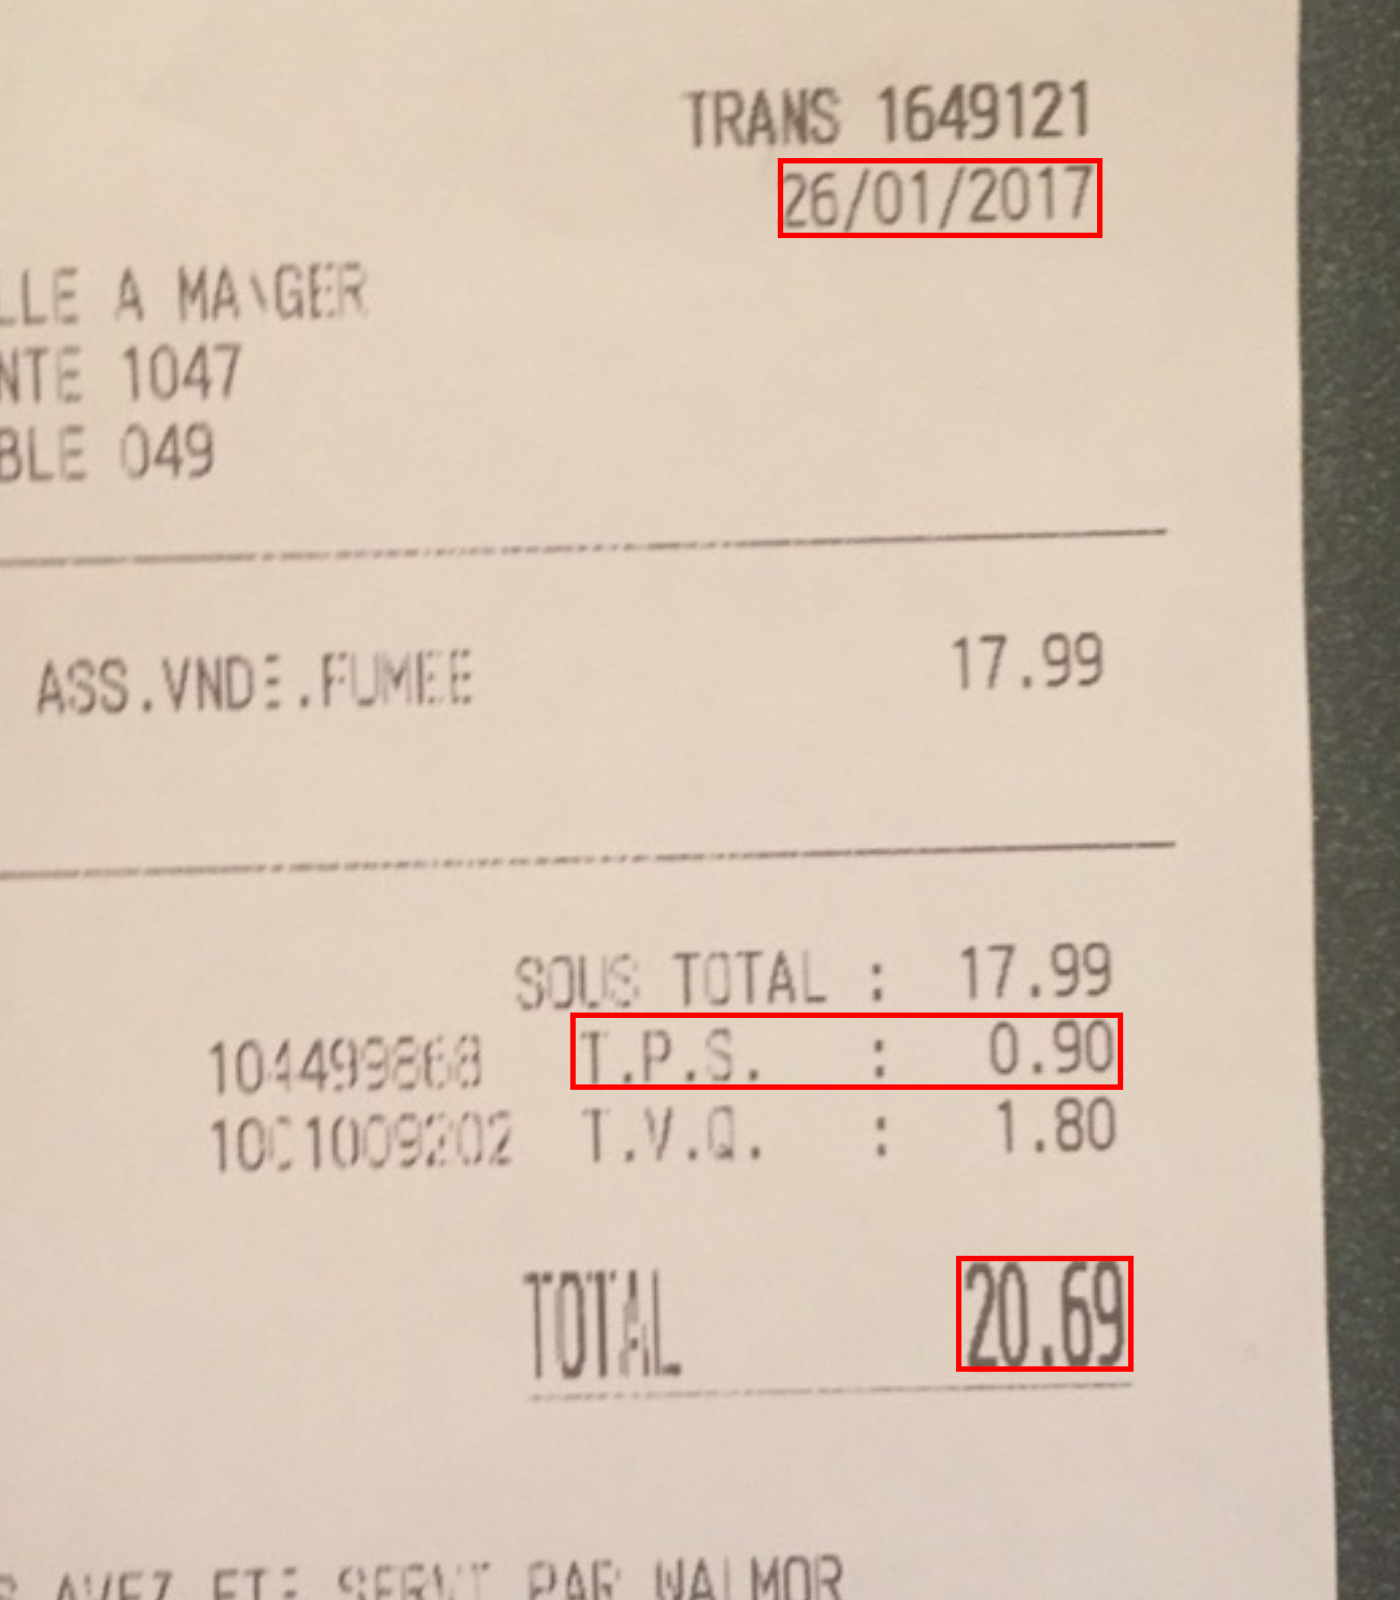 TRANS 1649121
26/01/2017
LLE A MANGER
NTE 1047
BLE 049
ASS.VNDE.FUMEE 17.99
SOUS TOTAL : 17.99
104499868 T.P.S. : 0.90
1001009202 T.V.Q. : 1.80
TOTAL 20.69
S AVEZ ETE SERVI PAR WALMOR